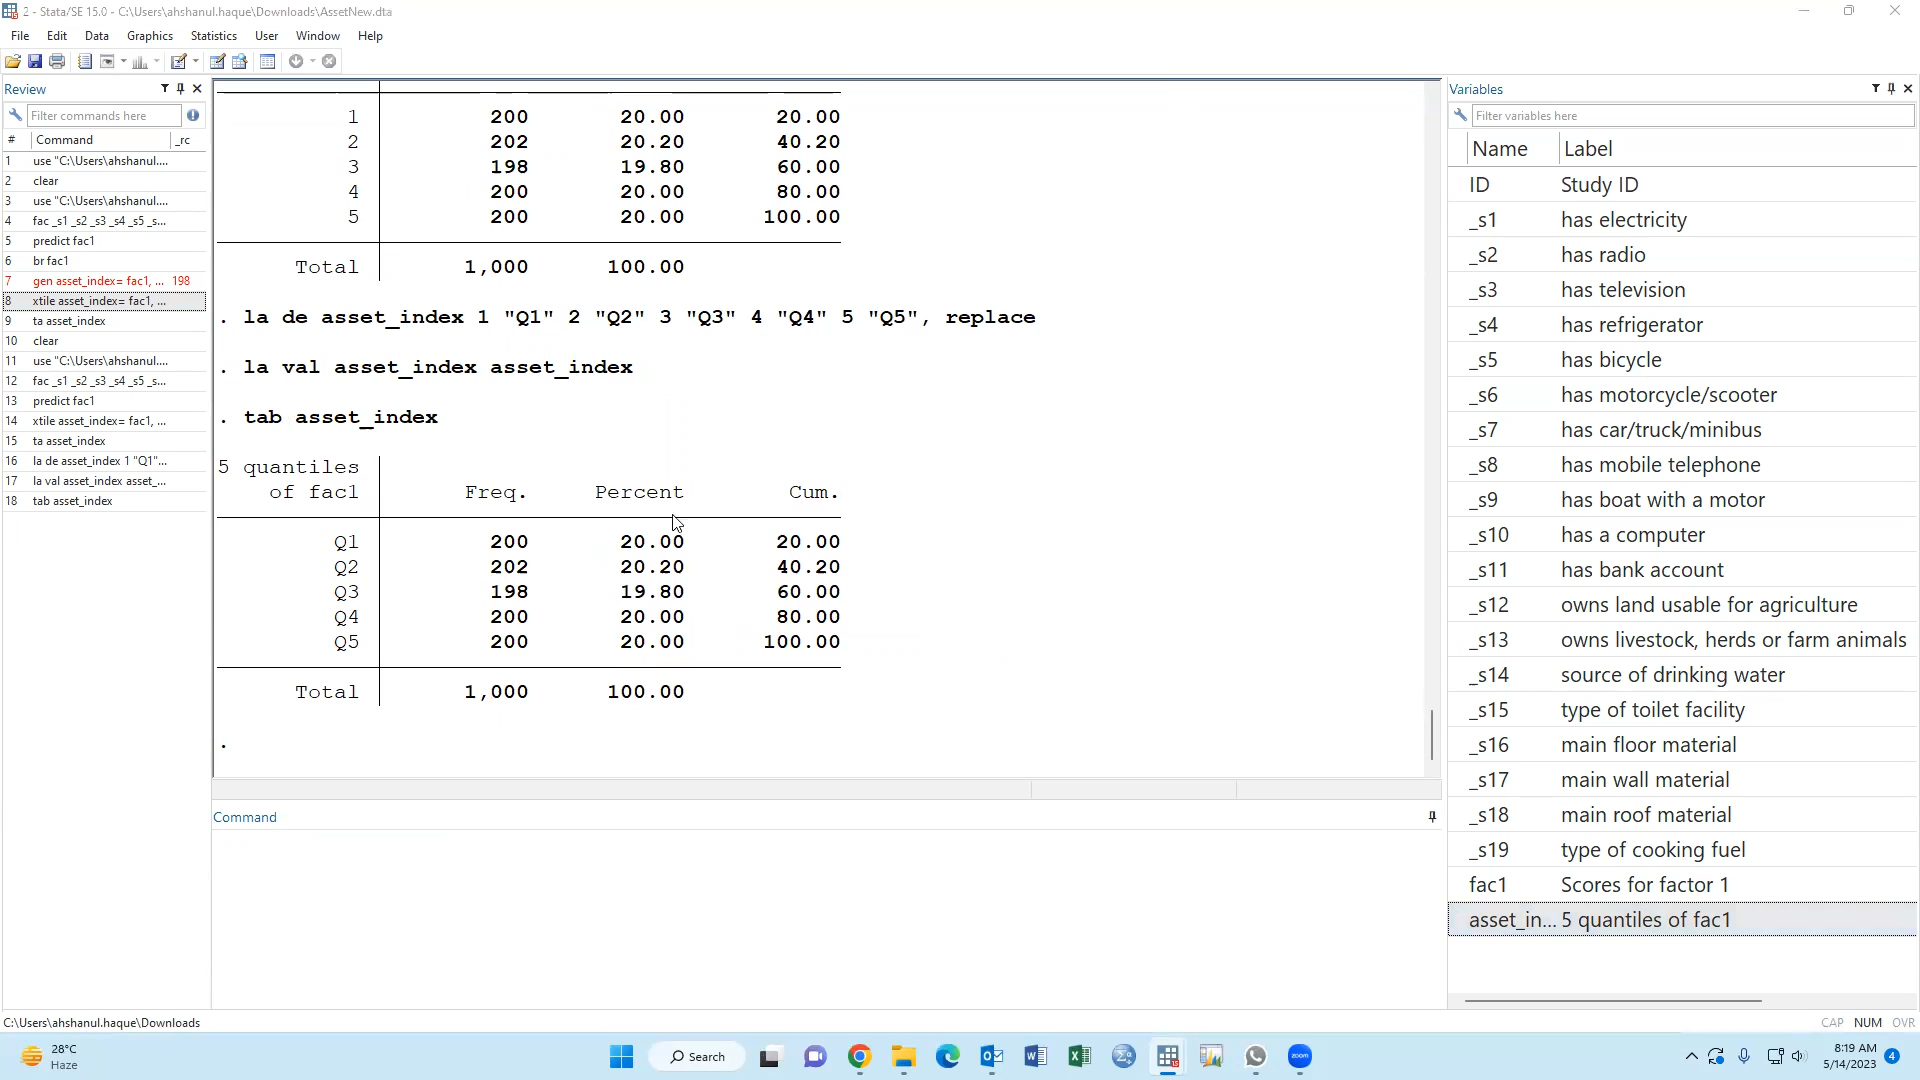 2 - Stata/SE 15.0 - C:\Users\ahshanul.haque\Downloads\AssetNew.dta
File Edit Data Graphics Statistics User Window Help
Review
Filter commands here
# Command _rc
1 use "C:\Users\ahshanul....
2 clear
3 use "C:\Users\ahshanul....
4 fac _s1 _s2 _s3 _s4 _s5 _s...
5 predict fac1
6 br fac1
7 gen asset_index= fac1, ... 198
8 xtile asset_index= fac1, ...
9 ta asset_index
10 clear
11 use "C:\Users\ahshanul....
12 fac _s1 _s2 _s3 _s4 _s5 _s...
13 predict fac1
14 xtile asset_index= fac1, ...
15 ta asset_index
16 la de asset_index 1 "Q1"...
17 la val asset_index asset_...
18 tab asset_index
1 200 20.00 20.00
2 202 20.20 40.20
3 198 19.80 60.00
4 200 20.00 80.00
5 200 20.00 100.00
Total 1,000 100.00
. la de asset_index 1 "Q1" 2 "Q2" 3 "Q3" 4 "Q4" 5 "Q5", replace
. la val asset_index asset_index
. tab asset_index
5 quantiles
of fac1 Freq. Percent Cum.
Q1 200 20.00 20.00
Q2 202 20.20 40.20
Q3 198 19.80 60.00
Q4 200 20.00 80.00
Q5 200 20.00 100.00
Total 1,000 100.00
.
Command
Variables
Filter variables here
Name Label
ID Study ID
_s1 has electricity
_s2 has radio
_s3 has television
_s4 has refrigerator
_s5 has bicycle
_s6 has motorcycle/scooter
_s7 has car/truck/minibus
_s8 has mobile telephone
_s9 has boat with a motor
_s10 has a computer
_s11 has bank account
_s12 owns land usable for agriculture
_s13 owns livestock, herds or farm animals
_s14 source of drinking water
_s15 type of toilet facility
_s16 main floor material
_s17 main wall material
_s18 main roof material
_s19 type of cooking fuel
fac1 Scores for factor 1
asset_in... 5 quantiles of fac1
C:\Users\ahshanul.haque\Downloads
CAP NUM OVR
28°C
Haze
Search
zoom
8:19 AM
5/14/2023
4